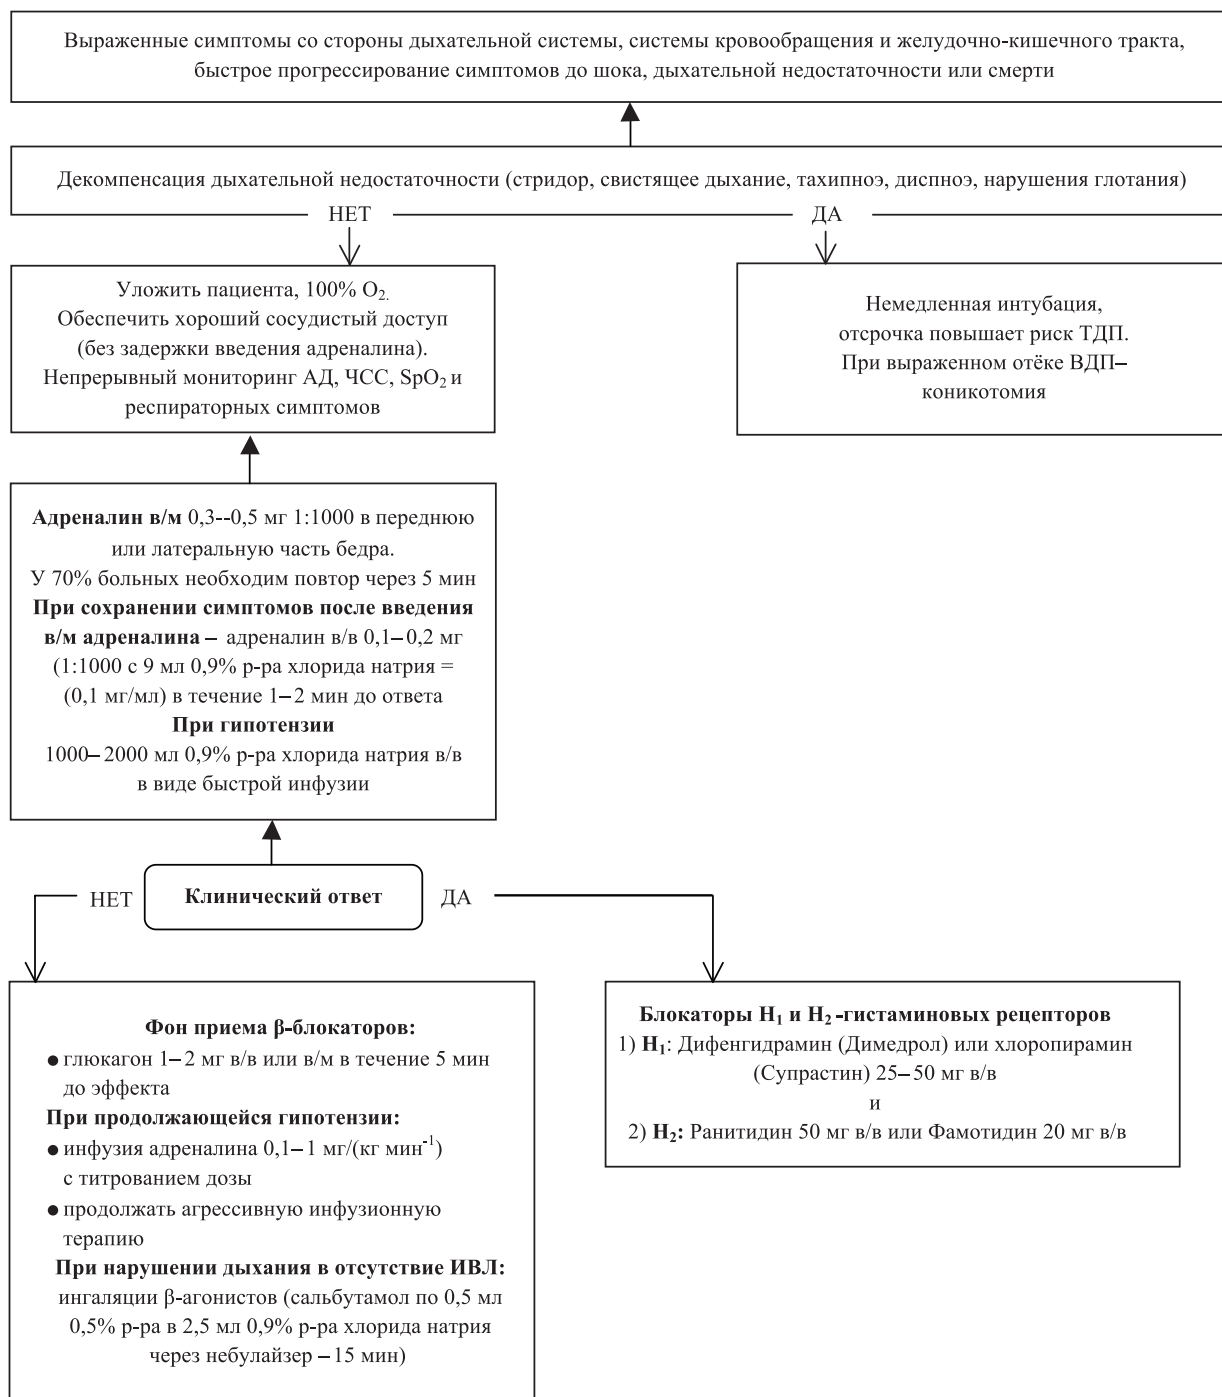 Выраженные симптомы со стороны дыхательной системы, системы кровообращения и желудочно-кишечного тракта,
быстрое прогрессирование симптомов до шока, дыхательной недостаточности или смерти
Декомпенсация дыхательной недостаточности (стридор, свистящее дыхание, тахипноэ, диспноэ, нарушения глотания)
НЕТ
ДА
Уложить пациента, 100% O₂.
Обеспечить хороший сосудистый доступ
(без задержки введения адреналина).
Непрерывный мониторинг АД, ЧСС, SpO₂ и
респираторных симптомов
Немедленная интубация,
отсрочка повышает риск ТДП.
При выраженном отёке ВДП–
коникотомия
Адреналин в/м 0,3--0,5 мг 1:1000 в переднюю
или латеральную часть бедра.
У 70% больных необходим повтор через 5 мин
При сохранении симптомов после введения
в/м адреналина – адреналин в/в 0,1–0,2 мг
(1:1000 с 9 мл 0,9% р-ра хлорида натрия =
(0,1 мг/мл) в течение 1–2 мин до ответа
При гипотензии
1000–2000 мл 0,9% р-ра хлорида натрия в/в
в виде быстрой инфузии
НЕТ
Клинический ответ
ДА
Фон приема β-блокаторов:
● глюкагон 1–2 мг в/в или в/м в течение 5 мин
до эффекта
При продолжающейся гипотензии:
● инфузия адреналина 0,1–1 мг/(кг мин⁻¹)
с титрованием дозы
● продолжать агрессивную инфузионную
терапию
При нарушении дыхания в отсутствие ИВЛ:
ингаляции β-агонистов (сальбутамол по 0,5 мл
0,5% р-ра в 2,5 мл 0,9% р-ра хлорида натрия
через небулайзер – 15 мин)
Блокаторы H₁ и H₂ -гистаминовых рецепторов
1) H₁: Дифенгидрамин (Димедрол) или хлоропирамин
(Супрастин) 25–50 мг в/в
и
2) H₂: Ранитидин 50 мг в/в или Фамотидин 20 мг в/в